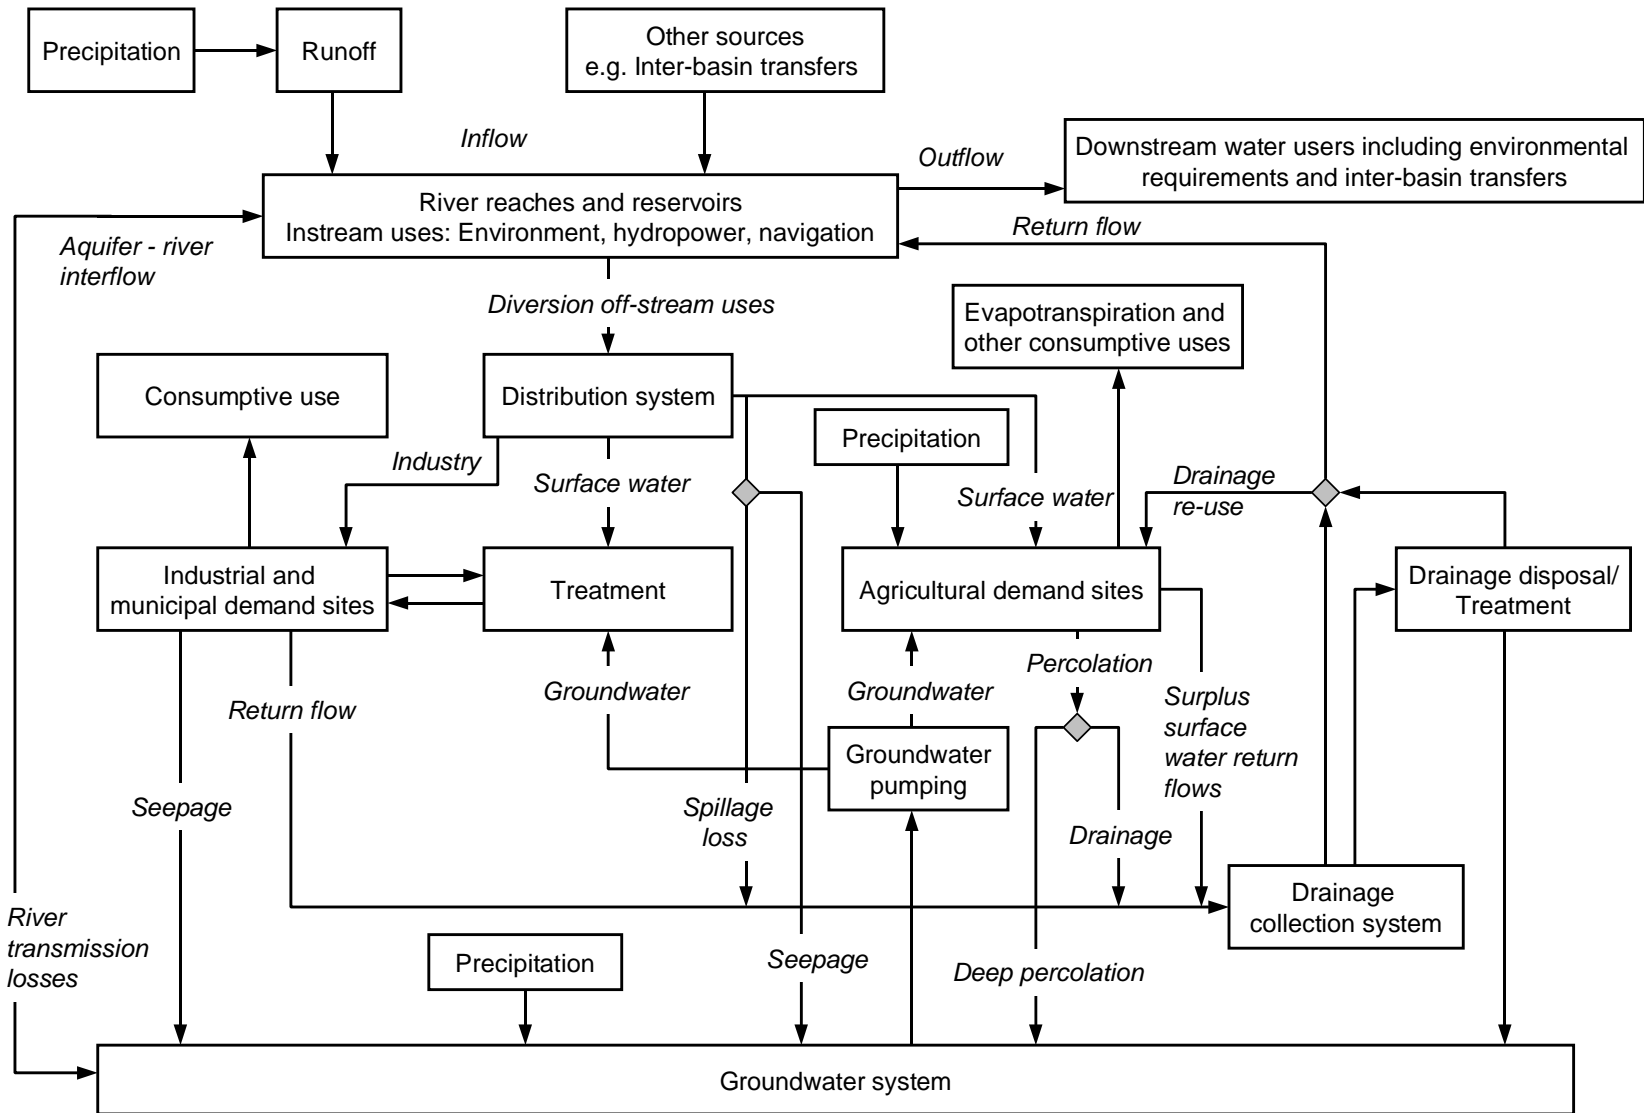 Precipitation
Runoff
Other sources
e.g. Inter-basin transfers
Inflow
Outflow
Downstream water users including environmental
requirements and inter-basin transfers
River reaches and reservoirs
Instream uses: Environment, hydropower, navigation
Return flow
Aquifer - river
interflow
Diversion off-stream uses
Evapotranspiration and
other consumptive uses
Consumptive use
Distribution system
Precipitation
Industry
Surface water
Surface water
Drainage
re-use
Industrial and
municipal demand sites
Treatment
Agricultural demand sites
Drainage disposal/
Treatment
Return flow
Groundwater
Groundwater
Percolation
Surplus
surface
water return
flows
Groundwater
pumping
Seepage
Spillage
loss
Drainage
Drainage
collection system
River
transmission
losses
Precipitation
Seepage
Deep percolation
Groundwater system